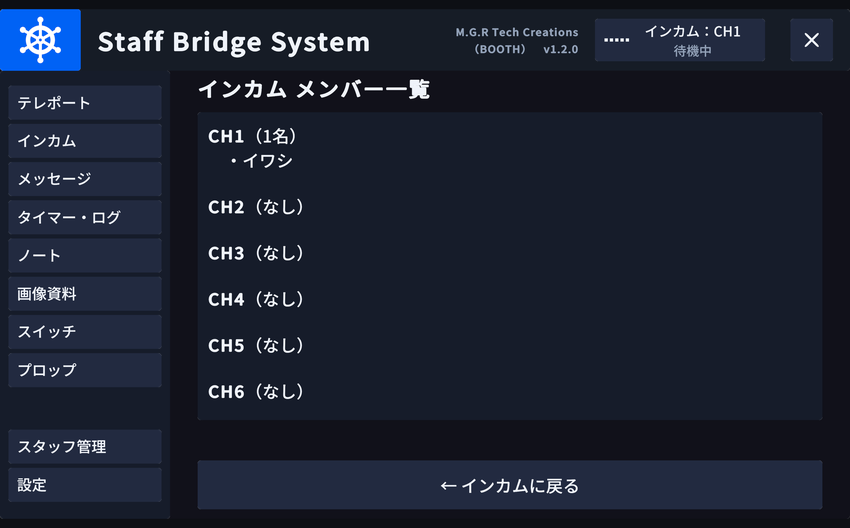 Staff Bridge System
M.G.R Tech Creations
（BOOTH） v1.2.0
インカム：CH1
待機中
テレポート
インカム
メッセージ
タイマー・ログ
ノート
画像資料
スイッチ
プロップ
スタッフ管理
設定
インカム メンバー一覧
CH1（1名）
・イワシ
CH2（なし）
CH3（なし）
CH4（なし）
CH5（なし）
CH6（なし）
← インカムに戻る